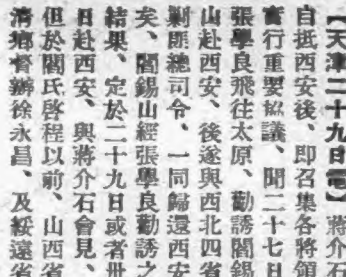 【天津二十九日電】蔣介石
自抵西安後、即召集各將領
實行重要協議、聞二十七日
張學良飛往太原、勸誘閻錫
山赴西安、後遂與西北四省
剿匪總司令、一同歸還西安
矣、閻錫山經張學良勸誘之
結果、定於二十九日或者卅
日赴西安、與蔣介石會見、
但於閻氏啓程以前、山西省
清鄉督辦徐永昌、及綏遠省